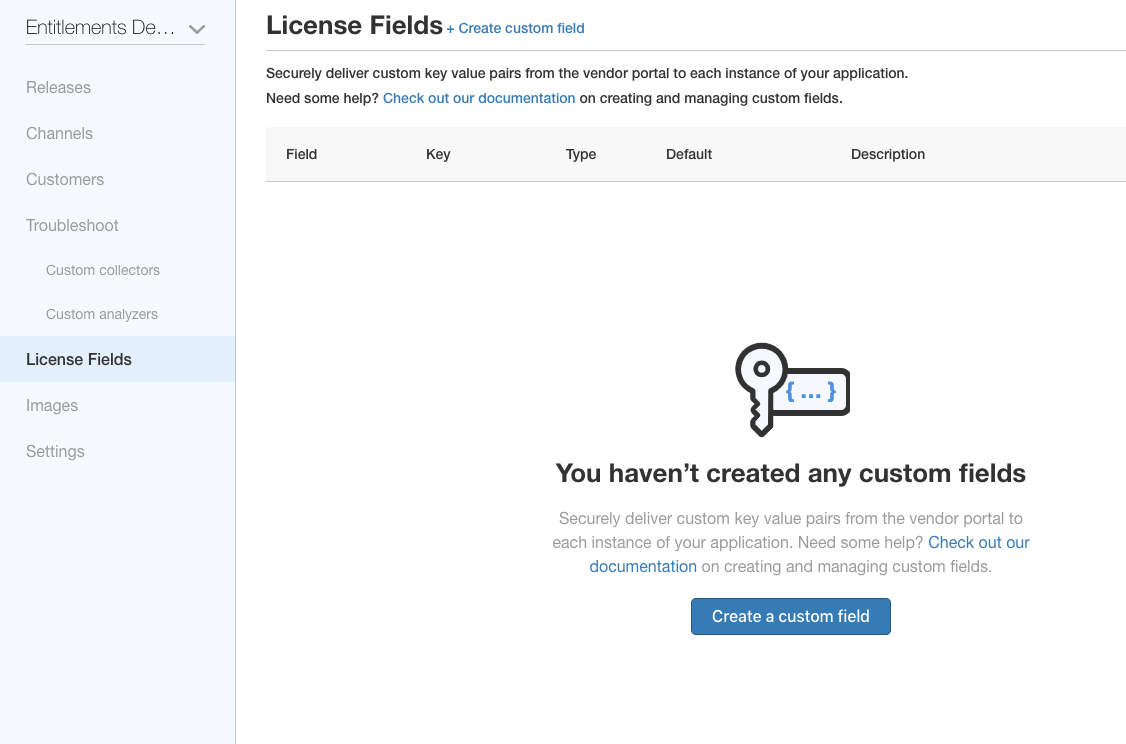 Entitlements De...
Releases
Channels
Customers
Troubleshoot
Custom collectors
Custom analyzers
License Fields
Images
Settings
License Fields + Create custom field
Securely deliver custom key value pairs from the vendor portal to each instance of your application.
Need some help? Check out our documentation on creating and managing custom fields.
Field Key Type Default Description
{ ... }
You haven’t created any custom fields
Securely deliver custom key value pairs from the vendor portal to
each instance of your application. Need some help? Check out our
documentation on creating and managing custom fields.
Create a custom field